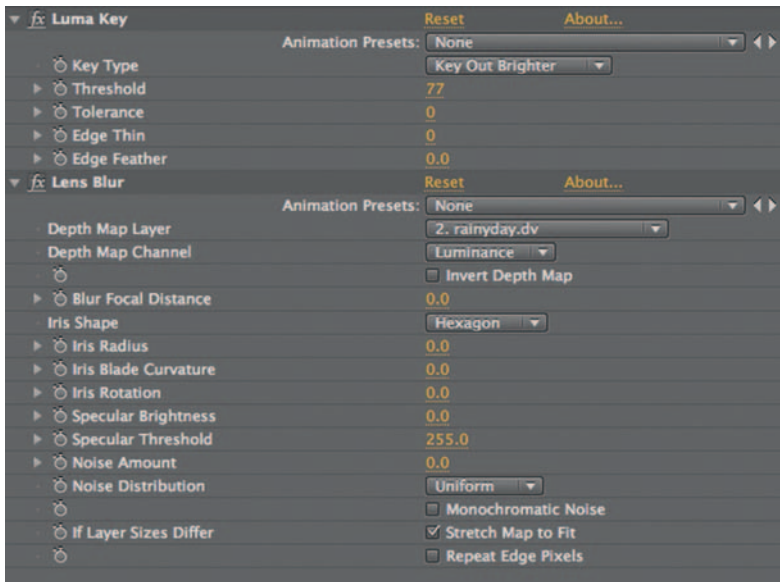 fx Luma Key Reset About...
Animation Presets: None
Key Type Key Out Brighter
Threshold 77
Tolerance 0
Edge Thin 0
Edge Feather 0.0
fx Lens Blur Reset About...
Animation Presets: None
Depth Map Layer 2. rainyday.dv
Depth Map Channel Luminance
Invert Depth Map
Blur Focal Distance 0.0
Iris Shape Hexagon
Iris Radius 0.0
Iris Blade Curvature 0.0
Iris Rotation 0.0
Specular Brightness 0.0
Specular Threshold 255.0
Noise Amount 0.0
Noise Distribution Uniform
Monochromatic Noise
If Layer Sizes Differ Stretch Map to Fit
Repeat Edge Pixels